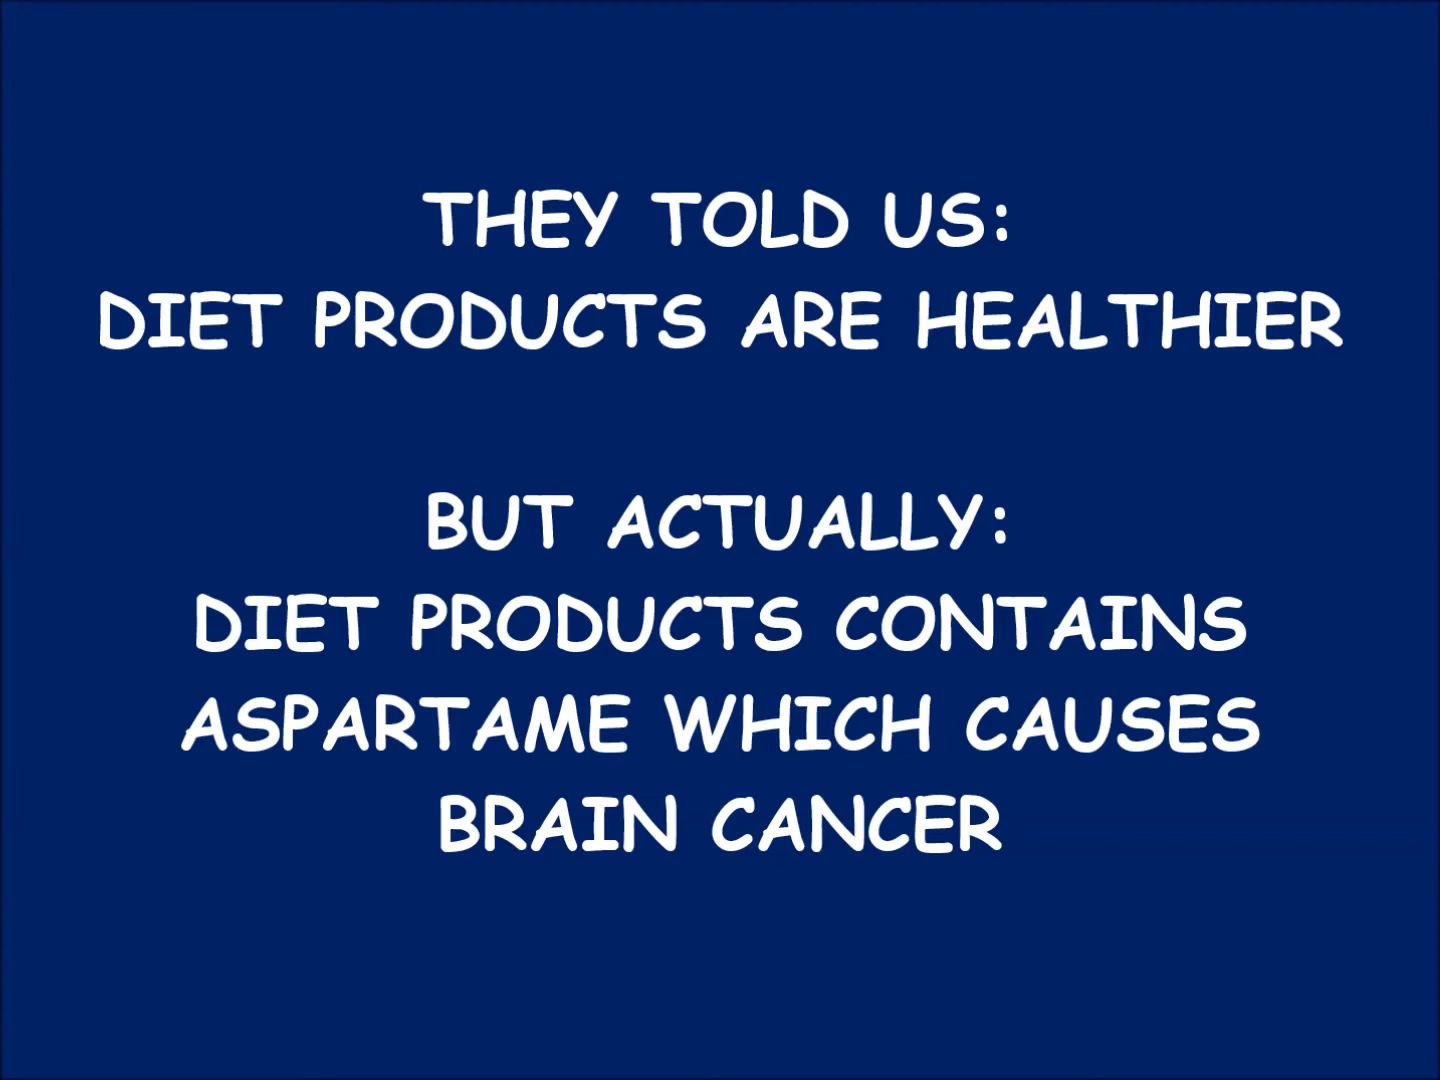 THEY TOLD US:
DIET PRODUCTS ARE HEALTHIER
BUT ACTUALLY:
DIET PRODUCTS CONTAINS
ASPARTAME WHICH CAUSES
BRAIN CANCER